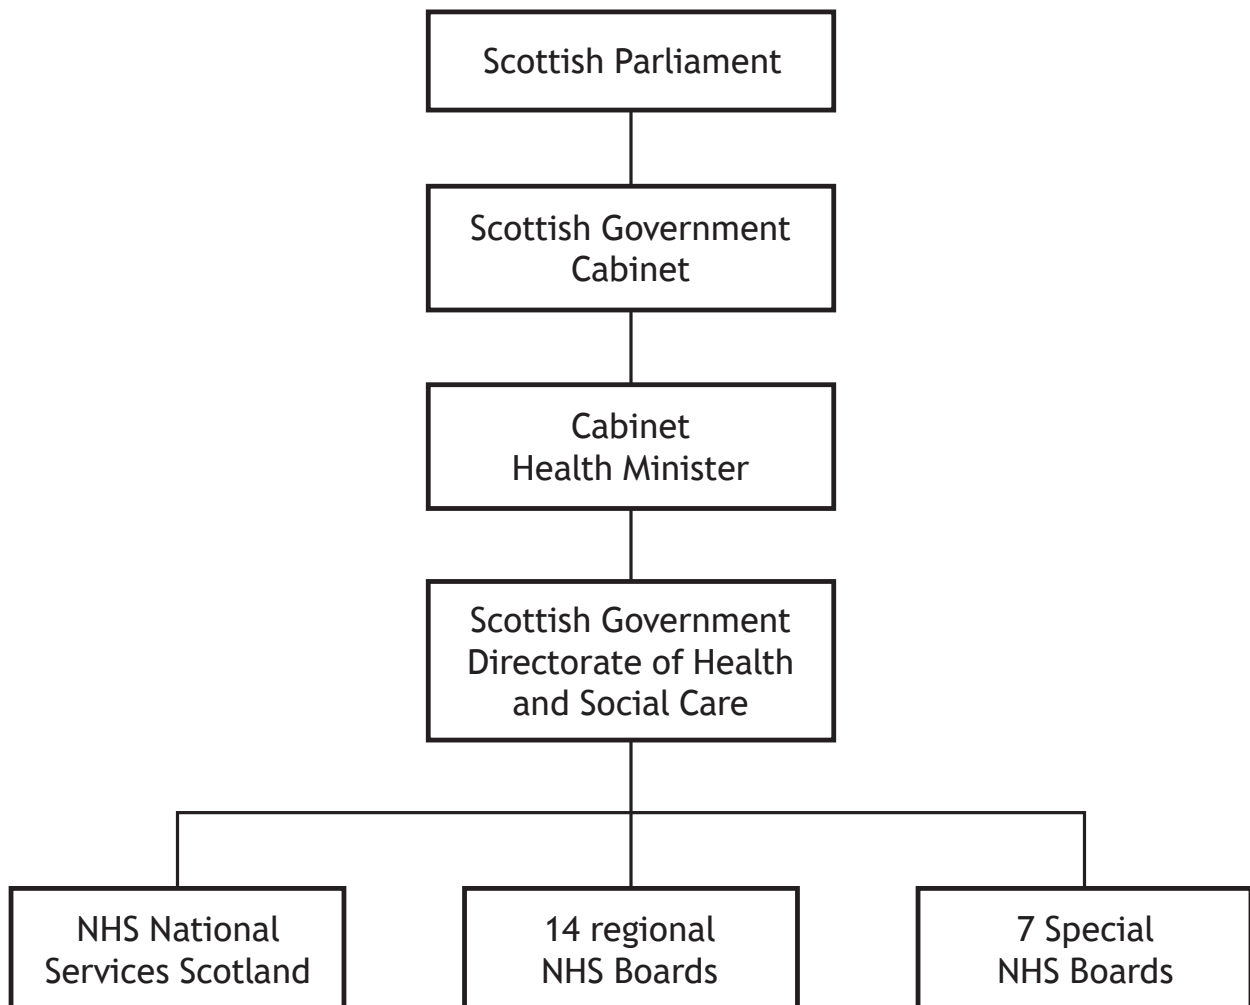 Scottish Parliament
Scottish Government
Cabinet
Cabinet
Health Minister
Scottish Government
Directorate of Health
and Social Care
NHS National
Services Scotland
14 regional
NHS Boards
7 Special
NHS Boards